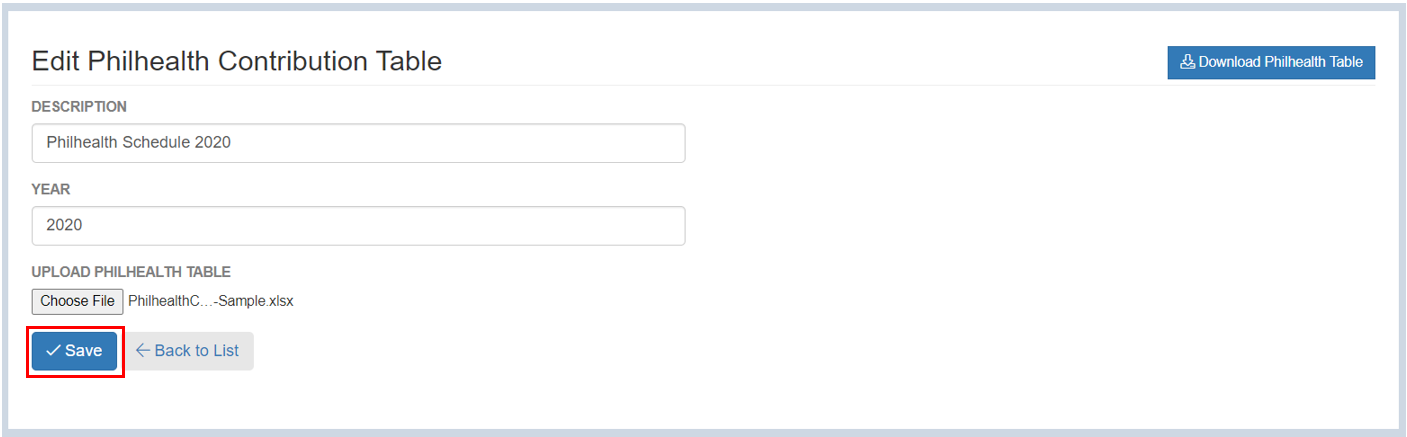 Edit Philhealth Contribution Table
Download Philhealth Table
DESCRIPTION
Philhealth Schedule 2020
YEAR
2020
UPLOAD PHILHEALTH TABLE
Choose File PhilhealthC...-Sample.xlsx
Save Back to List